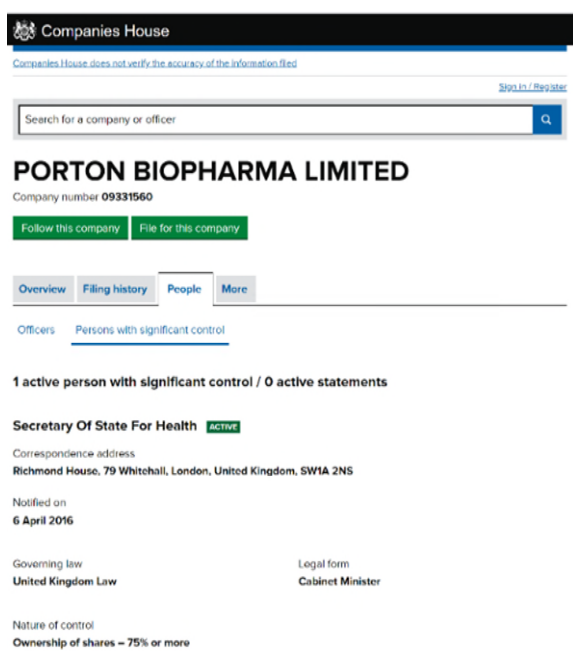 Companies House
Companies House does not verify the accuracy of the information filed
Sign in / Register
Search for a company or officer
PORTON BIOPHARMA LIMITED
Company number 09331560
Follow this company File for this company
Overview Filing history People More
Officers Persons with significant control
1 active person with significant control / 0 active statements
Secretary Of State For Health ACTIVE
Correspondence address
Richmond House, 79 Whitehall, London, United Kingdom, SW1A 2NS
Notified on
6 April 2016
Governing law Legal form
United Kingdom Law Cabinet Minister
Nature of control
Ownership of shares – 75% or more